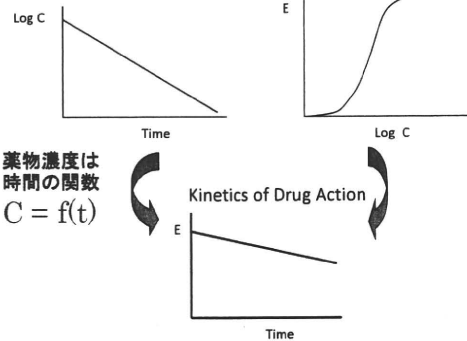 Log C
Time
E
Log C
薬物濃度は
時間の関数
C = f(t)
Kinetics of Drug Action
E
Time